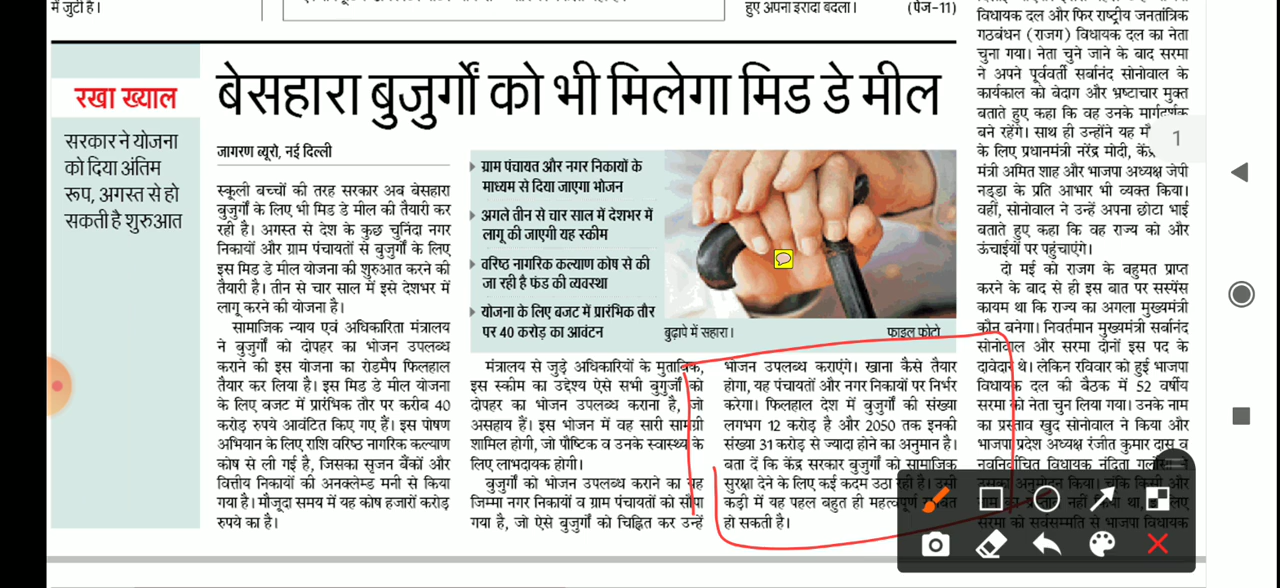 में जुटी है।
हुए अपना इरादा बदला। (पेज-11)
रखा ख्याल
सरकार ने योजना
को दिया अंतिम
रूप, अगस्त से हो
सकती है शुरुआत
बेसहारा बुजुर्गों को भी मिलेगा मिड डे मील
जागरण ब्यूरो, नई दिल्ली
स्कूली बच्चों की तरह सरकार अब बेसहारा
बुजुर्गों के लिए भी मिड डे मील की तैयारी कर
रही है। अगस्त से देश के कुछ चुनिंदा नगर
निकायों और ग्राम पंचायतों से बुजुर्गों के लिए
इस मिड डे मील योजना की शुरुआत करने की
तैयारी है। तीन से चार साल में इसे देशभर में
लागू करने की योजना है।
सामाजिक न्याय एवं अधिकारिता मंत्रालय
ने बुजुर्गों को दोपहर का भोजन उपलब्ध
कराने की इस योजना का रोडमैप फिलहाल
तैयार कर लिया है। इस मिड डे मील योजना
के लिए बजट में प्रारंभिक तौर पर करीब 40
करोड़ रुपये आवंटित किए गए हैं। इस पोषण
अभियान के लिए राशि वरिष्ठ नागरिक कल्याण
कोष से ली गई है, जिसका सृजन बैंकों और
वित्तीय निकायों की अनक्लेम्ड मनी से किया
गया है। मौजूदा समय में यह कोष हजारों करोड़
रुपये का है।
ग्राम पंचायत और नगर निकायों के
माध्यम से दिया जाएगा भोजन
अगले तीन से चार साल में देशभर में
लागू की जाएगी यह स्कीम
वरिष्ठ नागरिक कल्याण कोष से की
जा रही है फंड की व्यवस्था
योजना के लिए बजट में प्रारंभिक तौर
पर 40 करोड़ का आवंटन
बुढ़ापे में सहारा। फाइल फोटो
मंत्रालय से जुड़े अधिकारियों के मुताबिक,
इस स्कीम का उद्देश्य ऐसे सभी बुगुर्जों को
दोपहर का भोजन उपलब्ध कराना है, जो
असहाय हैं। इस भोजन में वह सारी सामग्री
शामिल होगी, जो पौष्टिक व उनके स्वास्थ्य के
लिए लाभदायक होगी।
बुजुर्गों को भोजन उपलब्ध कराने का यह
जिम्मा नगर निकायों व ग्राम पंचायतों को सौंपा
गया है, जो ऐसे बुजुर्गों को चिह्नित कर उन्हें
भोजन उपलब्ध कराएंगे। खाना कैसे तैयार
होगा, यह पंचायतों और नगर निकायों पर निर्भर
करेगा। फिलहाल देश में बुजुर्गों की संख्या
लगभग 12 करोड़ है और 2050 तक इनकी
संख्या 31 करोड़ से ज्यादा होने का अनुमान है।
बता दें कि केंद्र सरकार बुजुर्गों को सामाजिक
सुरक्षा देने के लिए कई कदम उठा रही है। इसी
कड़ी में यह पहल बहुत ही महत्वपूर्ण साबित
हो सकती है।
विधायक दल और फिर राष्ट्रीय जनतांत्रिक
गठबंधन (राजग) विधायक दल का नेता
चुना गया। नेता चुने जाने के बाद सरमा
ने अपने पूर्ववर्ती सर्बानंद सोनोवाल के
कार्यकाल को बेदाग और भ्रष्टाचार मुक्त
बताते हुए कहा कि वह उनके मार्गदर्शक
बने रहेंगे। साथ ही उन्होंने यह
के लिए प्रधानमंत्री नरेंद्र मोदी,
मंत्री अमित शाह और भाजपा अध्यक्ष जेपी
नड्डा के प्रति आभार भी व्यक्त किया।
वहीं, सोनोवाल ने उन्हें अपना छोटा भाई
बताते हुए कहा कि वह राज्य को और
ऊंचाईयों पर पहुंचाएंगे।
दो मई को राजग के बहुमत प्राप्त
करने के बाद से ही इस बात पर सस्पेंस
कायम था कि राज्य का अगला मुख्यमंत्री
कौन बनेगा। निवर्तमान मुख्यमंत्री सर्बानंद
सोनोवाल और सरमा दोनों इस पद के
दावेदार थे। लेकिन रविवार को हुई भाजपा
विधायक दल की बैठक में 52 वर्षीय
सरमा को नेता चुन लिया गया। उनके नाम
का प्रस्ताव खुद सोनोवाल ने किया और
भाजपा प्रदेश अध्यक्ष रंजीत कुमार दास व
नवनिर्वाचित विधायक नंदिता
उसका अनुमोदन किया। चूंकि किसी और
सरमा को सर्वसम्मति से भाजपा विधायक
1